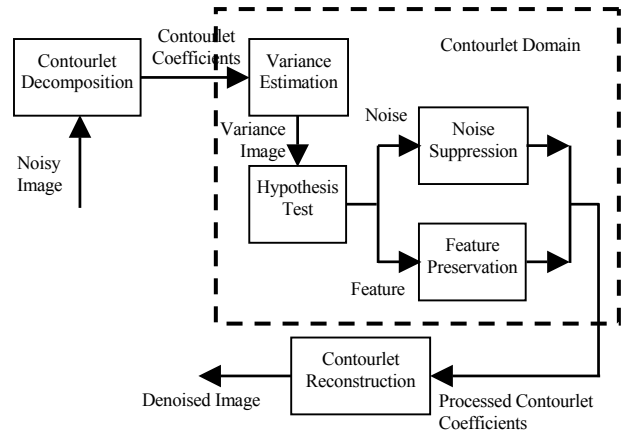 Contourlet
Decomposition
Contourlet
Coefficients
Variance
Estimation
Contourlet Domain
Noisy
Image
Variance
Image
Hypothesis
Test
Noise
Noise
Suppression
Feature
Feature
Preservation
Contourlet
Reconstruction
Denoised Image
Processed Contourlet
Coefficients